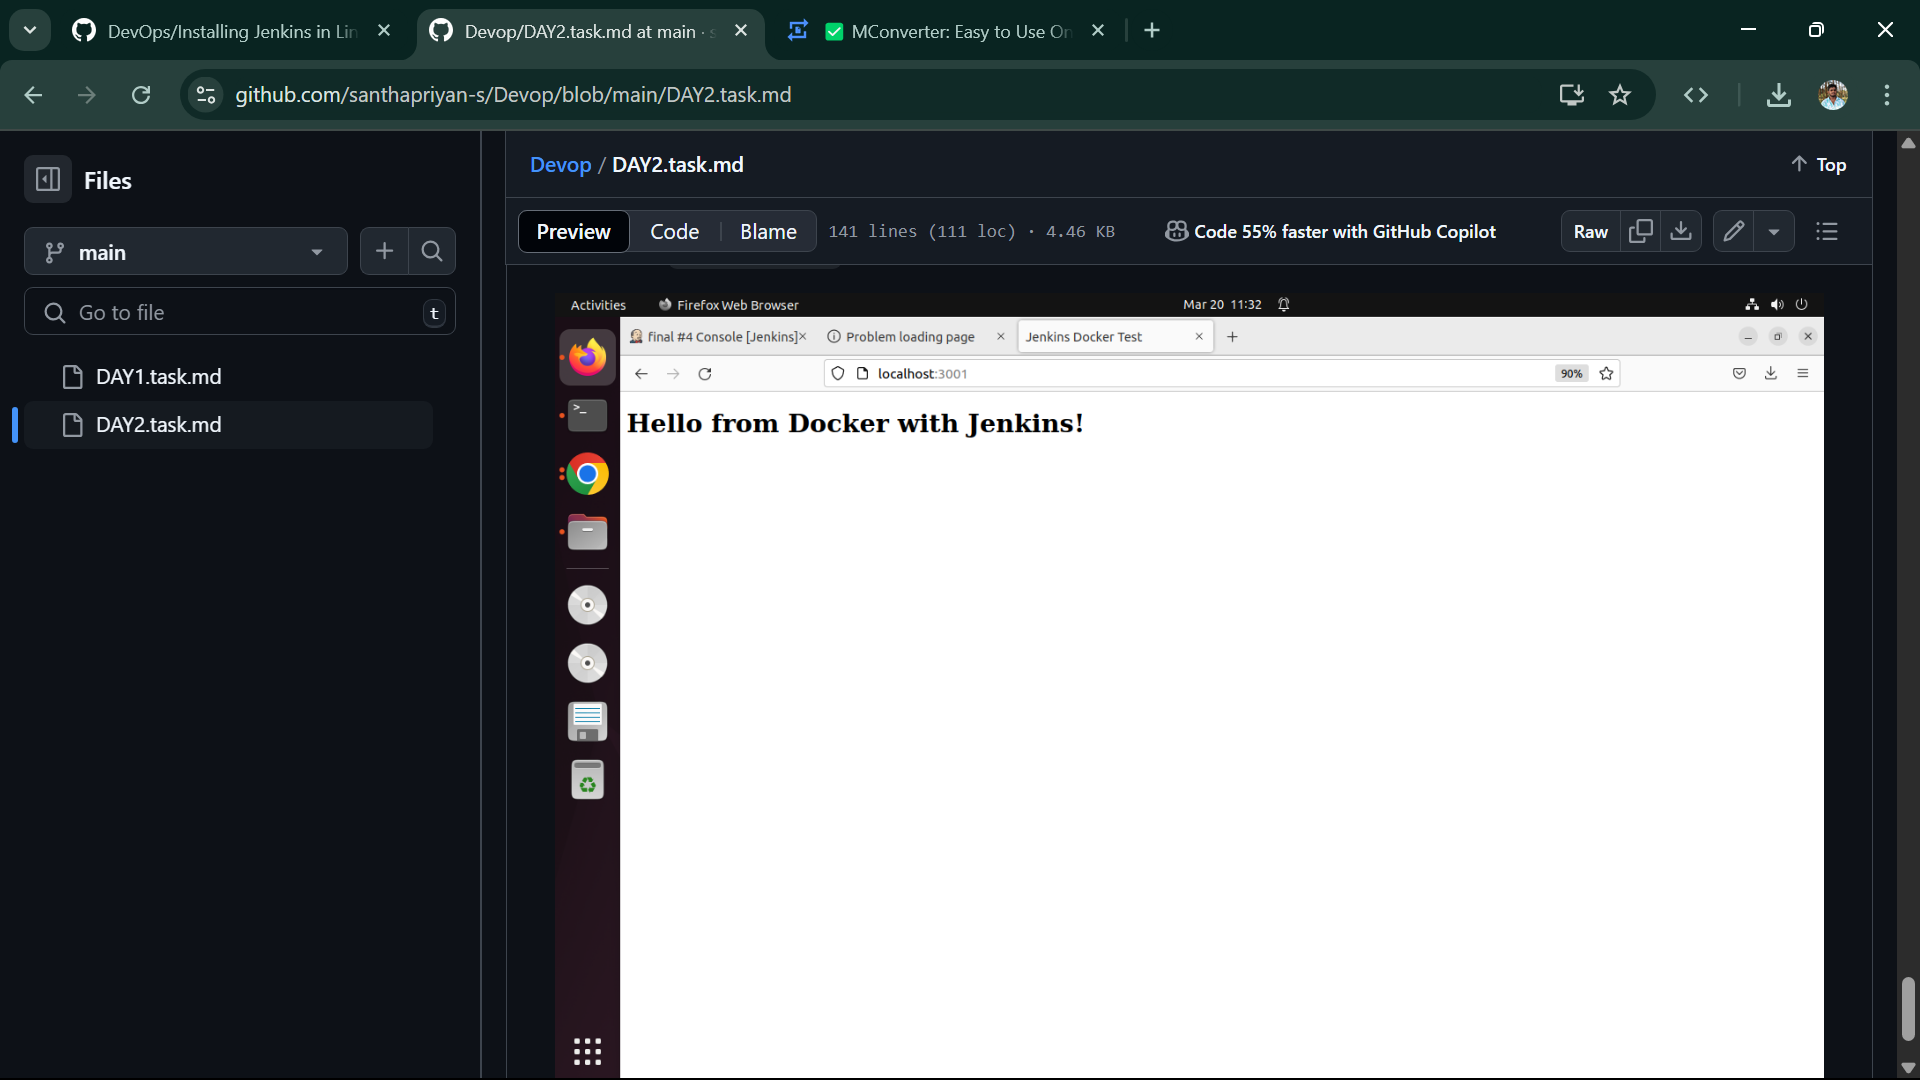 DevOps/Installing Jenkins in Lin
Devop/DAY2.task.md at main · s
MConverter: Easy to Use On
github.com/santhapriyan-s/Devop/blob/main/DAY2.task.md
Files
main
Go to file
t
DAY1.task.md
DAY2.task.md
Devop / DAY2.task.md
Top
Preview
Code
Blame
141 lines (111 loc) · 4.46 KB
Code 55% faster with GitHub Copilot
Raw
Activities
Firefox Web Browser
Mar 20 11:32
final #4 Console [Jenkins]
Problem loading page
Jenkins Docker Test
localhost:3001
90%
Hello from Docker with Jenkins!